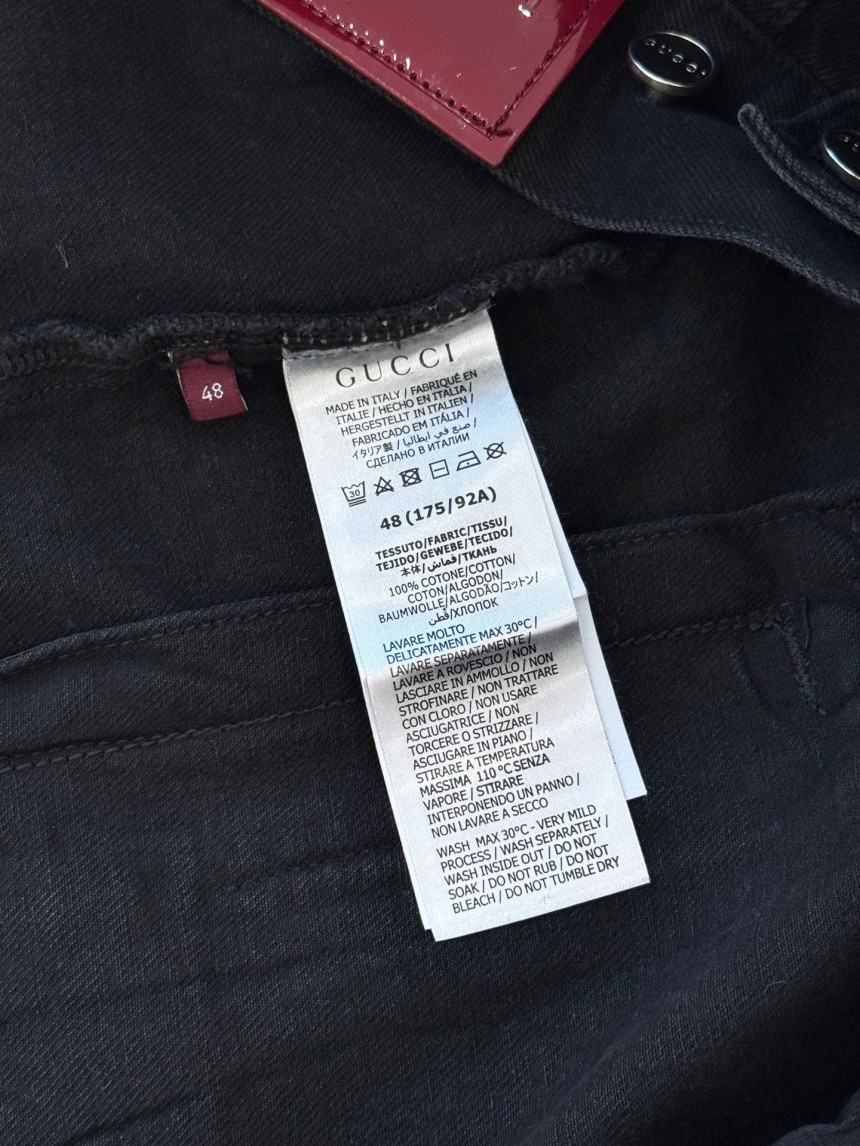 GUCCI
48
GUCCI
MADE IN ITALY / FABRIQUÉ EN
ITALIE / HECHO EN ITALIA /
HERGESTELLT IN ITALIEN /
FABRICADO EM ITÁLIA /
イタリア製 / صنع في ايطاليا /
СДЕЛАНО В ИТАЛИИ
30
48 (175/92A)
TESSUTO/FABRIC/TISSU/
TEJIDO/GEWEBE/TECIDO/
本体/قماش/ТКАНЬ
100% COTONE/COTTON/
COTON/ALGODON/
BAUMWOLLE/ALGODÃO/コットン/
قطن/ХЛОПОК
LAVARE MOLTO
DELICATAMENTE MAX 30°C /
LAVARE SEPARATAMENTE /
LAVARE A ROVESCIO / NON
LASCIARE IN AMMOLLO / NON
STROFINARE / NON TRATTARE
CON CLORO / NON USARE
ASCIUGATRICE / NON
TORCERE O STRIZZARE /
ASCIUGARE IN PIANO /
STIRARE A TEMPERATURA
MASSIMA 110 °C SENZA
VAPORE / STIRARE
INTERPONENDO UN PANNO /
NON LAVARE A SECCO
WASH MAX 30°C - VERY MILD
PROCESS / WASH SEPARATELY /
WASH INSIDE OUT / DO NOT
SOAK / DO NOT RUB / DO NOT
BLEACH / DO NOT TUMBLE DRY